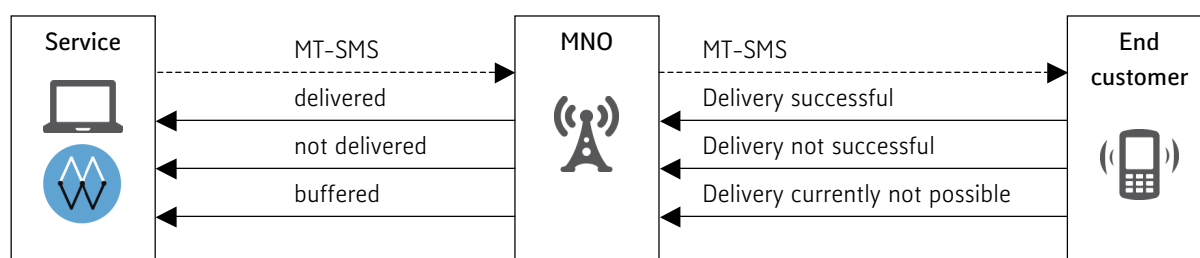 Service
MNO
End
customer
MT-SMS
MT-SMS
delivered
Delivery successful
not delivered
Delivery not successful
buffered
Delivery currently not possible